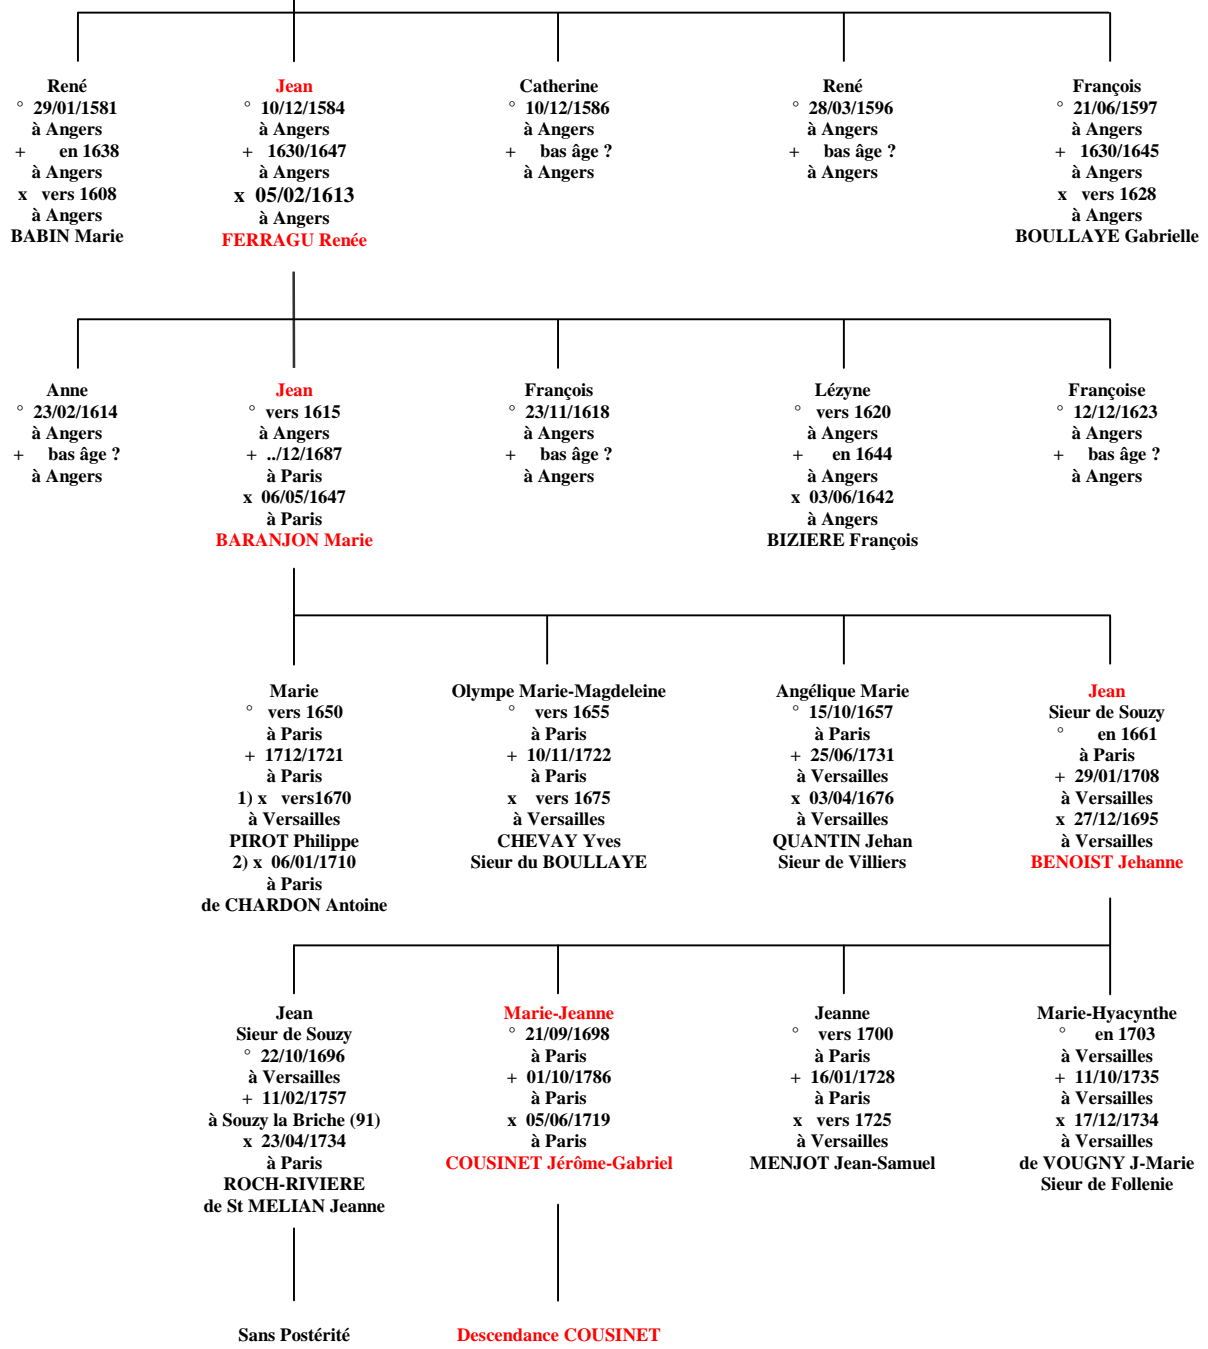 René
° 29/01/1581
à Angers
+ en 1638
à Angers
x vers 1608
à Angers
BABIN Marie
Jean
° 10/12/1584
à Angers
+ 1630/1647
à Angers
x 05/02/1613
à Angers
FERRAGU Renée
Catherine
° 10/12/1586
à Angers
+ bas âge ?
à Angers
René
° 28/03/1596
à Angers
+ bas âge ?
à Angers
François
° 21/06/1597
à Angers
+ 1630/1645
à Angers
x vers 1628
à Angers
BOULLAYE Gabrielle
Anne
° 23/02/1614
à Angers
+ bas âge ?
à Angers
Jean
° vers 1615
à Angers
+ ../12/1687
à Paris
x 06/05/1647
à Paris
BARANJON Marie
François
° 23/11/1618
à Angers
+ bas âge ?
à Angers
Lézyne
° vers 1620
à Angers
+ en 1644
à Angers
x 03/06/1642
à Angers
BIZIERE François
Françoise
° 12/12/1623
à Angers
+ bas âge ?
à Angers
Marie
° vers 1650
à Paris
+ 1712/1721
à Paris
1) x vers1670
à Versailles
PIROT Philippe
2) x 06/01/1710
à Paris
de CHARDON Antoine
Olympe Marie-Magdeleine
° vers 1655
à Paris
+ 10/11/1722
à Paris
x vers 1675
à Versailles
CHEVAY Yves
Sieur du BOULLAYE
Angélique Marie
° 15/10/1657
à Paris
+ 25/06/1731
à Versailles
x 03/04/1676
à Versailles
QUANTIN Jehan
Sieur de Villiers
Jean
Sieur de Souzy
° en 1661
à Paris
+ 29/01/1708
à Versailles
x 27/12/1695
à Versailles
BENOIST Jehanne
Jean
Sieur de Souzy
° 22/10/1696
à Versailles
+ 11/02/1757
à Souzy la Briche (91)
x 23/04/1734
à Paris
ROCH-RIVIERE
de St MELIAN Jeanne
Marie-Jeanne
° 21/09/1698
à Paris
+ 01/10/1786
à Paris
x 05/06/1719
à Paris
COUSINET Jérôme-Gabriel
Jeanne
° vers 1700
à Paris
+ 16/01/1728
à Paris
x vers 1725
à Versailles
MENJOT Jean-Samuel
Marie-Hyacynthe
° en 1703
à Versailles
+ 11/10/1735
à Versailles
x 17/12/1734
à Versailles
de VOUGNY J-Marie
Sieur de Follenie
Sans Postérité
Descendance COUSINET